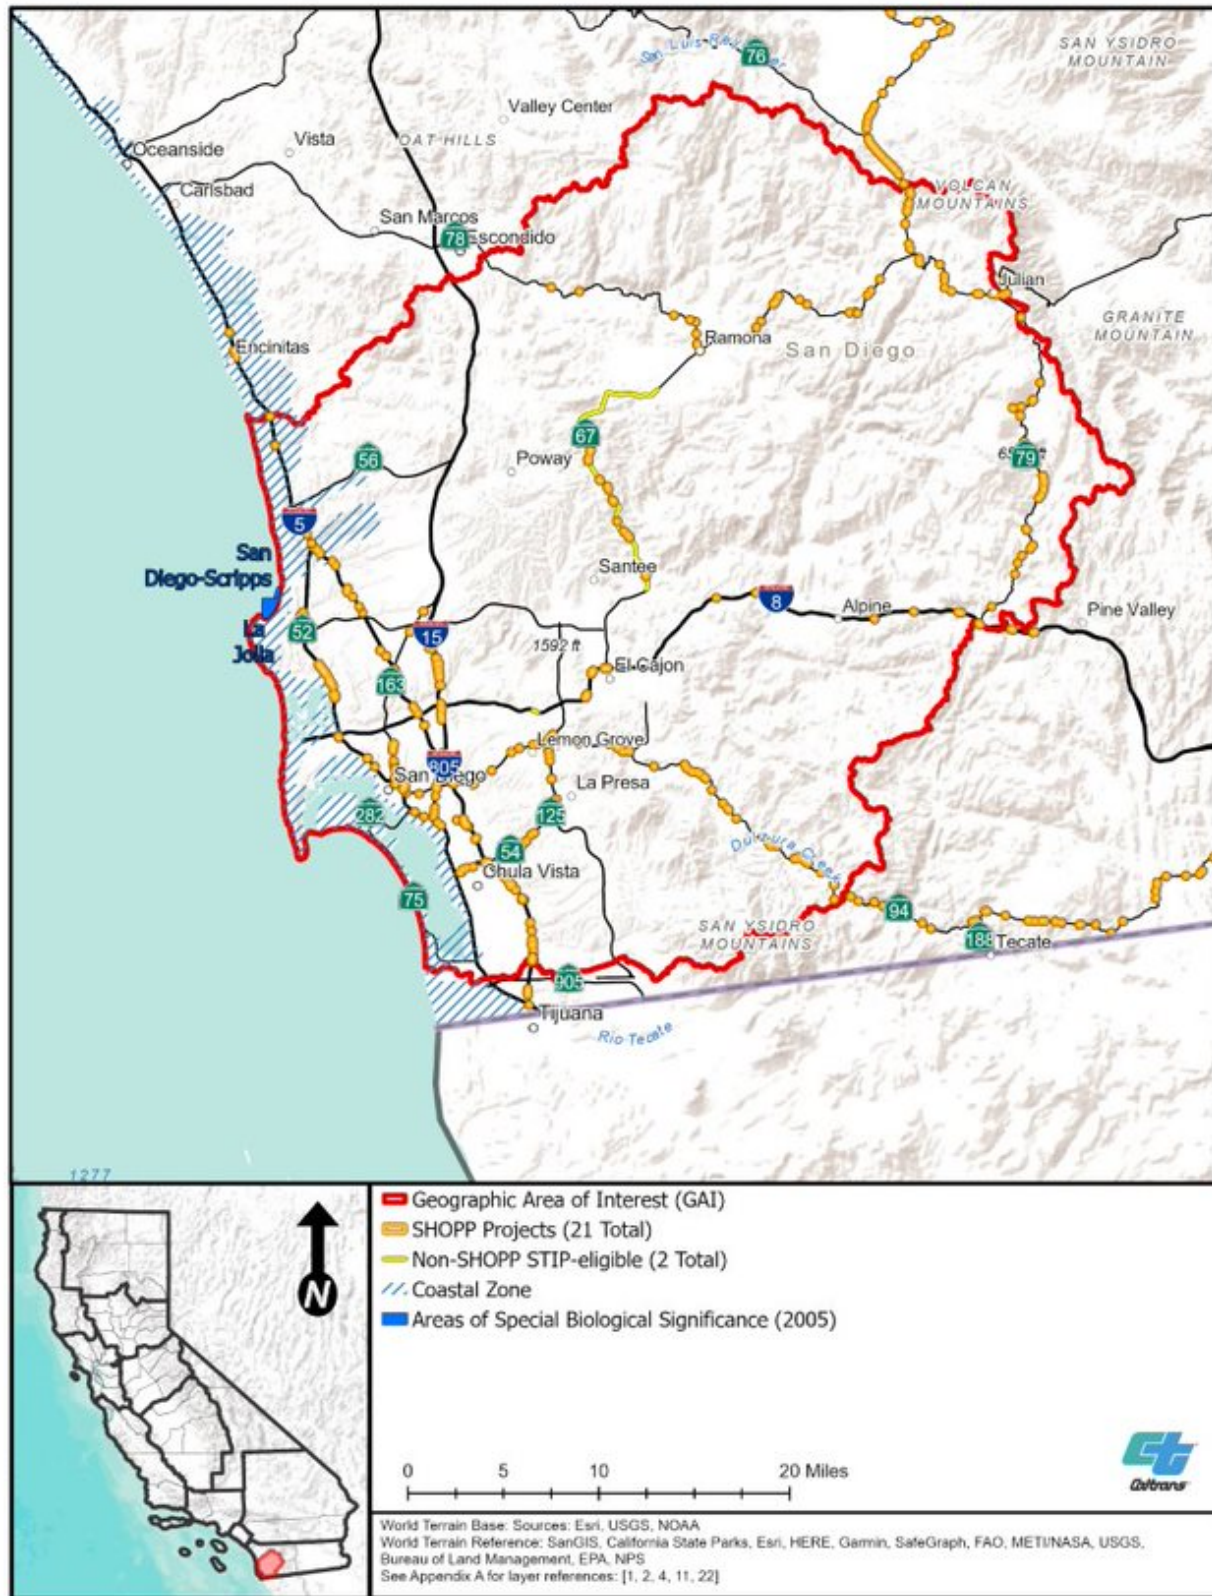 SAN YSIDRO
MOUNTAIN
76
Valley Center
OAT HILLS
Vista
Oceanside
Carlsbad
San Marcos
78
Escondido
VOLCAN
MOUNTAINS
Julian
GRANITE
MOUNTAIN
Encinitas
Ramona
San Diego
67
56
Poway
79
5
San
Diego-Scripps
Santee
8
Alpine
Pine Valley
La
Jolla
52
15
1592 ft
El Cajon
163
Lemon Grove
805
San Diego
La Presa
282
125
54
Chula Vista
75
94
SAN YSIDRO
MOUNTAINS
188
Tecate
905
Tijuana
Rio Tecate
1277
N
Geographic Area of Interest (GAI)
SHOPP Projects (21 Total)
Non-SHOPP STIP-eligible (2 Total)
Coastal Zone
Areas of Special Biological Significance (2005)
0 5 10 20 Miles
Caltrans
World Terrain Base: Sources: Esri, USGS, NOAA
World Terrain Reference: SanGIS, California State Parks, Esri, HERE, Garmin, SafeGraph, FAO, METI/NASA, USGS,
Bureau of Land Management, EPA, NPS
See Appendix A for layer references: [1, 2, 4, 11, 22]